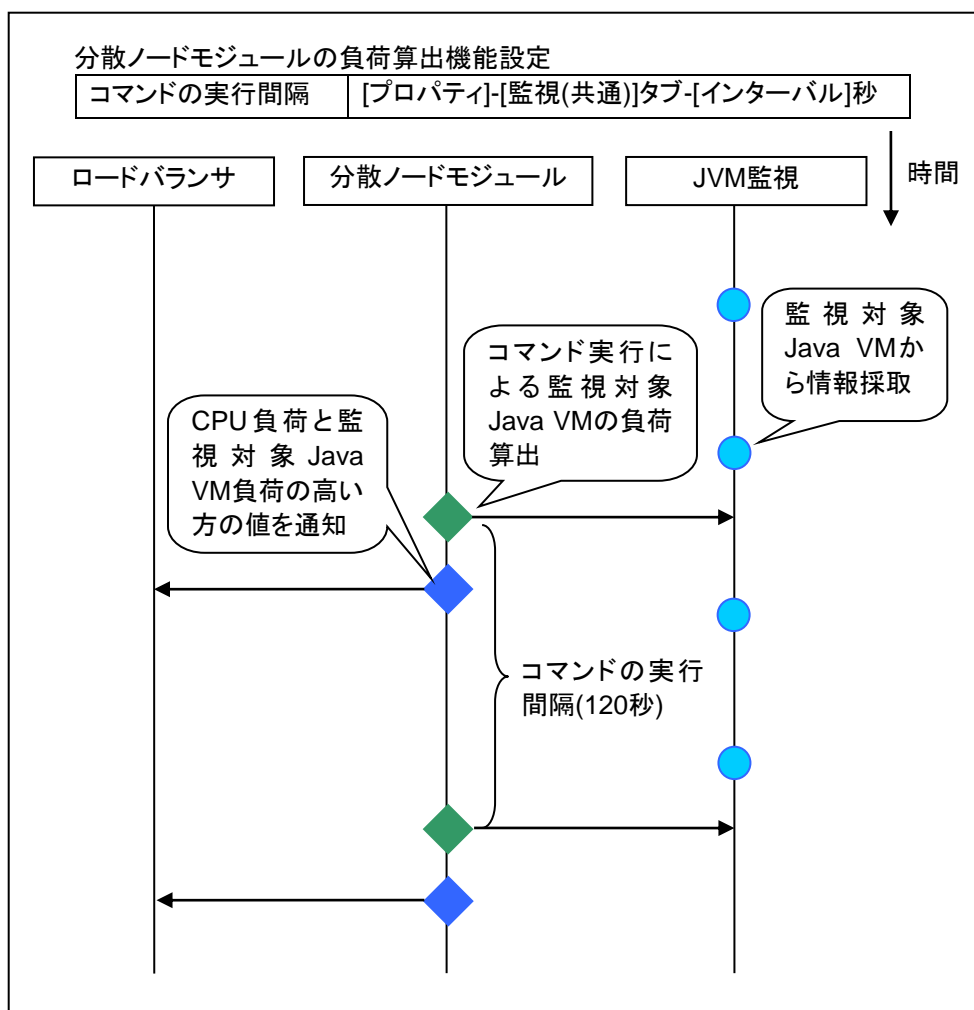 分散ノードモジュールの負荷算出機能設定
コマンドの実行間隔
[プロパティ]-[監視(共通)]タブ-[インターバル]秒
ロードバランサ
分散ノードモジュール
JVM監視
時間
監視対象
Java VMか
ら情報採取
コマンド実行に
よる監視対象
Java VMの負荷
算出
CPU負荷と監
視対象Java
VM負荷の高い
方の値を通知
コマンドの実行
間隔(120秒)